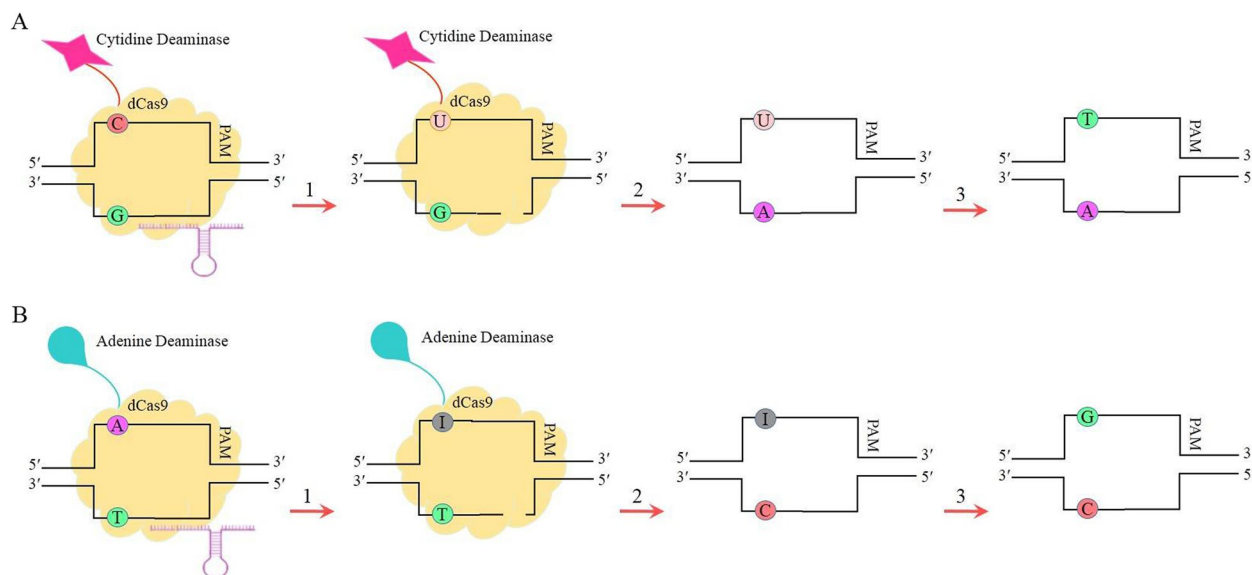 A
Cytidine Deaminase
Cytidine Deaminase
dCas9
dCas9
C
U
U
T
PAM
PAM
PAM
PAM
5′
3′
5′
3′
5′
3′
5′
3
3′
5′
3′
5′
3′
5′
3′
5
1
2
3
G
G
A
A
B
Adenine Deaminase
Adenine Deaminase
dCas9
dCas9
A
I
I
G
PAM
PAM
PAM
PAM
5′
3′
5′
3′
5′
3′
5′
3
3′
5′
3′
5′
3′
5′
3′
5
1
2
3
T
T
C
C